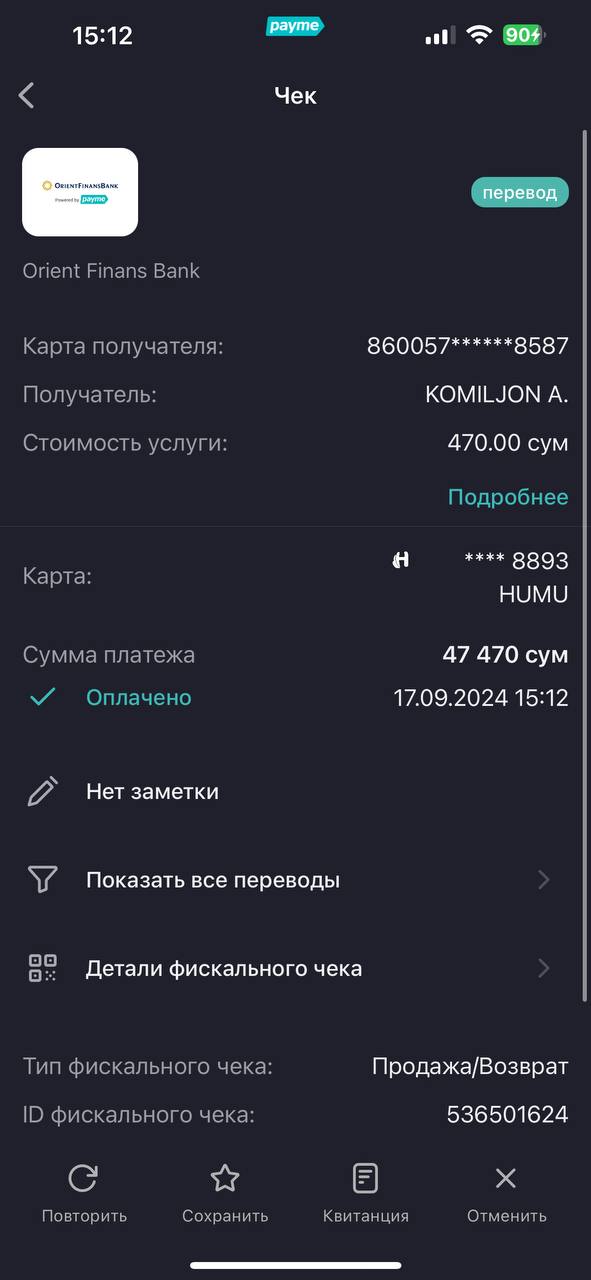 15:12
payme
90
Чек
OrientFinansBank
Powered by payme
перевод
Orient Finans Bank
Карта получателя: 860057******8587
Получатель: KOMILJON A.
Стоимость услуги: 470.00 сум
Подробнее
Карта: **** 8893
HUMU
Сумма платежа 47 470 сум
Оплачено 17.09.2024 15:12
Нет заметки
Показать все переводы
Детали фискального чека
Тип фискального чека: Продажа/Возврат
ID фискального чека: 536501624
Повторить Сохранить Квитанция Отменить